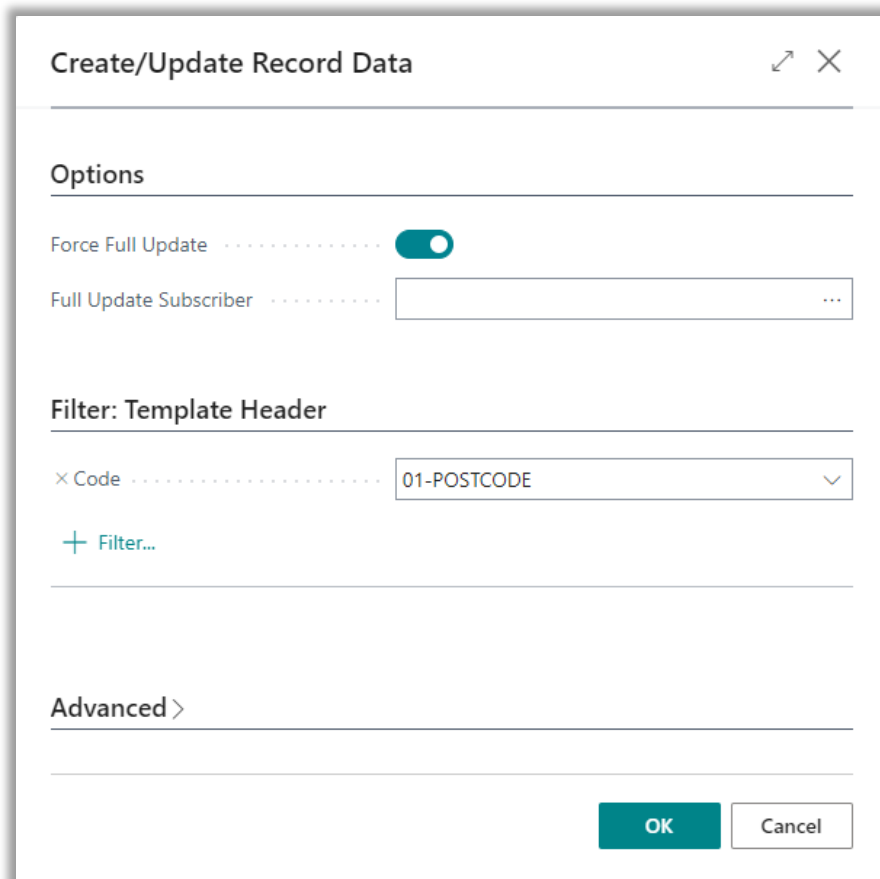 Create/Update Record Data
Options
Force Full Update
Full Update Subscriber ...
Filter: Template Header
× Code 01-POSTCODE
+ Filter...
Advanced >
OK Cancel